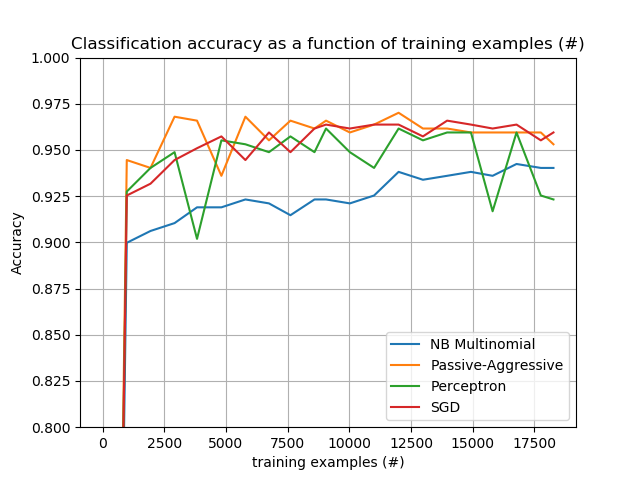 Classification accuracy as a function of training examples (#)
1.000
0.975
0.950
0.925
0.900
0.875
0.850
0.825
0.800
Accuracy
NB Multinomial
Passive-Aggressive
Perceptron
SGD
0 2500 5000 7500 10000 12500 15000 17500
training examples (#)